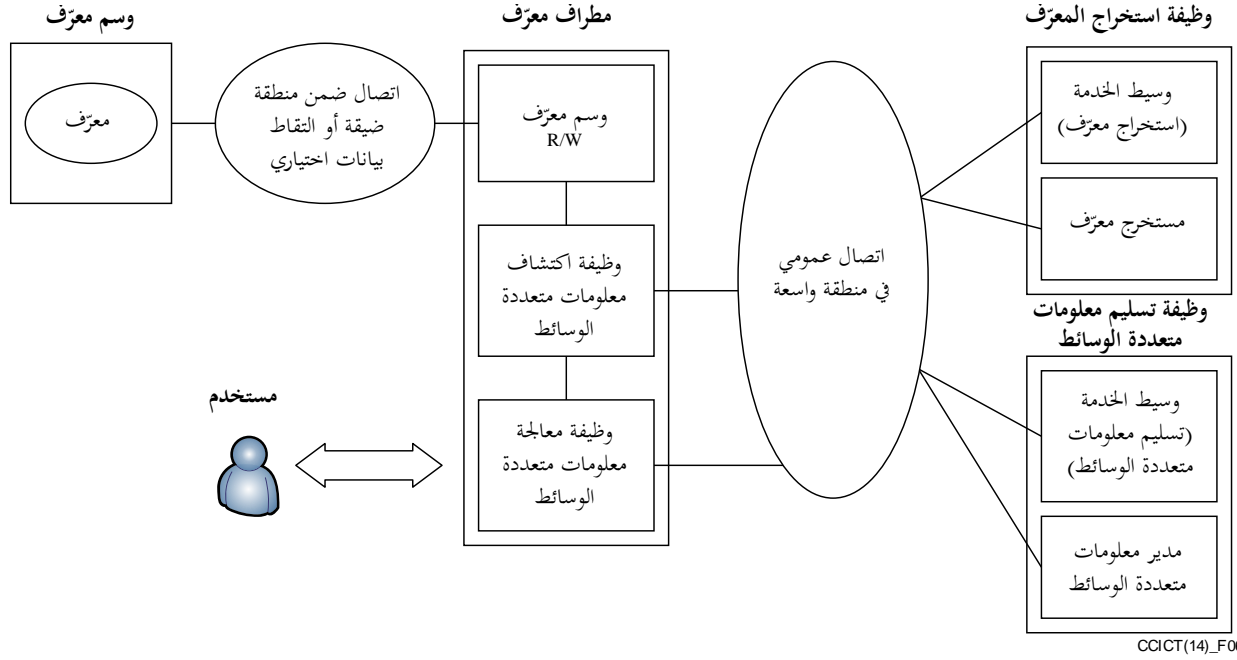 وظيفة استخراج المعرّف
مطراف معرّف
وسم معرّف
وسيط الخدمة
(استخراج معرّف)
مستخرج معرّف
وسم معرّف
R/W
اتصال ضمن منطقة
ضيقة أو التقاط
بيانات اختياري
معرّف
وظيفة اكتشاف
معلومات متعددة
الوسائط
اتصال عمومي
في منطقة واسعة
وظيفة تسليم معلومات
متعددة الوسائط
وسيط الخدمة
(تسليم معلومات
متعددة الوسائط)
وظيفة معالجة
معلومات متعددة
الوسائط
مستخدم
مدير معلومات
متعددة الوسائط